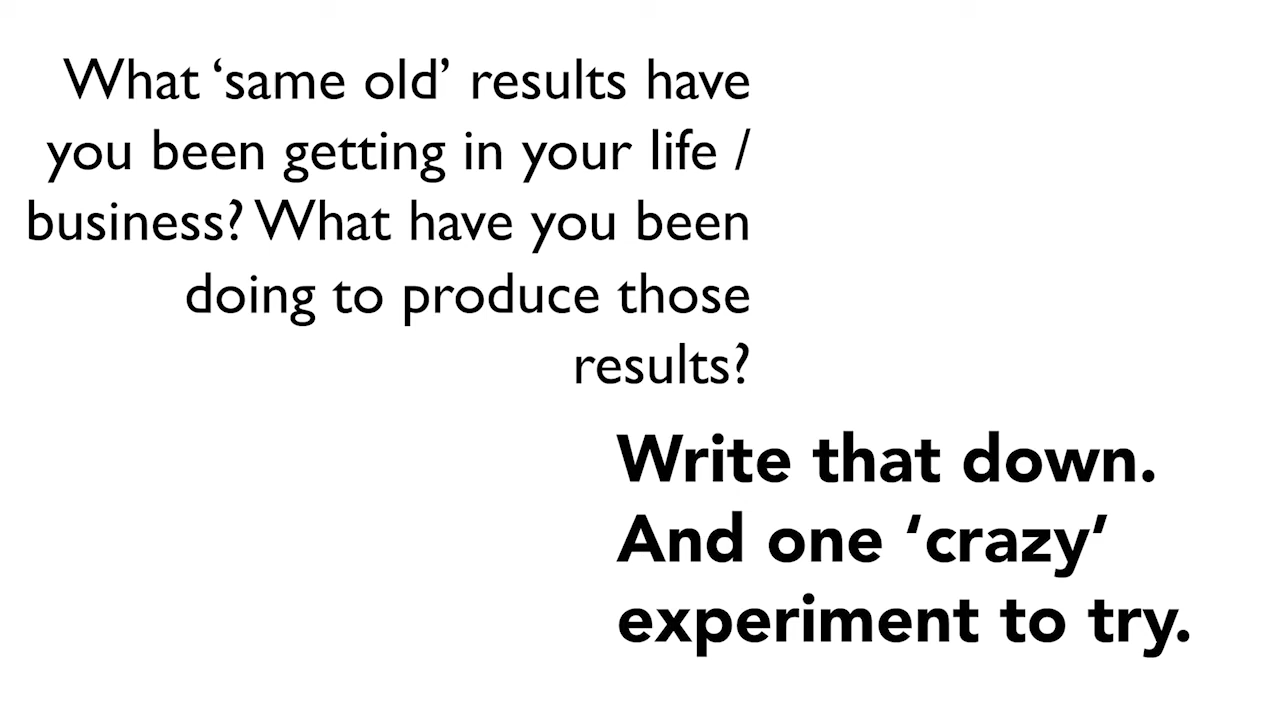 What ‘same old’ results have
you been getting in your life /
business? What have you been
doing to produce those
results?
Write that down.
And one ‘crazy’
experiment to try.